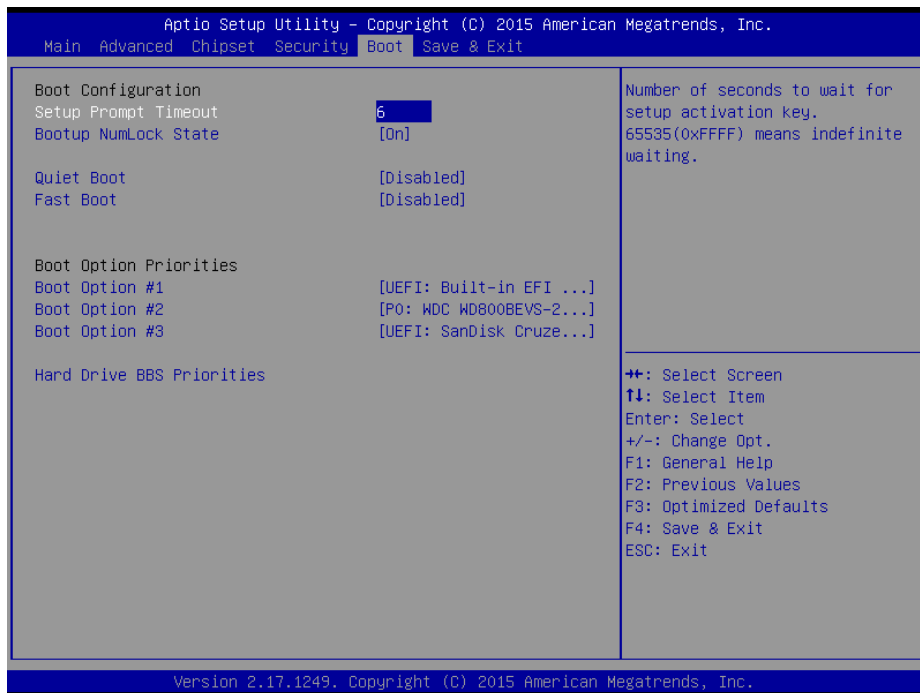 Aptio Setup Utility – Copyright (C) 2015 American Megatrends, Inc.
Main Advanced Chipset Security Boot Save & Exit
Boot Configuration
Setup Prompt Timeout 6
Bootup NumLock State [On]
Quiet Boot [Disabled]
Fast Boot [Disabled]
Boot Option Priorities
Boot Option #1 [UEFI: Built-in EFI ...]
Boot Option #2 [P0: WDC WD800BEVS-2...]
Boot Option #3 [UEFI: SanDisk Cruze...]
Hard Drive BBS Priorities
Number of seconds to wait for
setup activation key.
65535(0xFFFF) means indefinite
waiting.
→←: Select Screen
↑↓: Select Item
Enter: Select
+/-: Change Opt.
F1: General Help
F2: Previous Values
F3: Optimized Defaults
F4: Save & Exit
ESC: Exit
Version 2.17.1249. Copyright (C) 2015 American Megatrends, Inc.